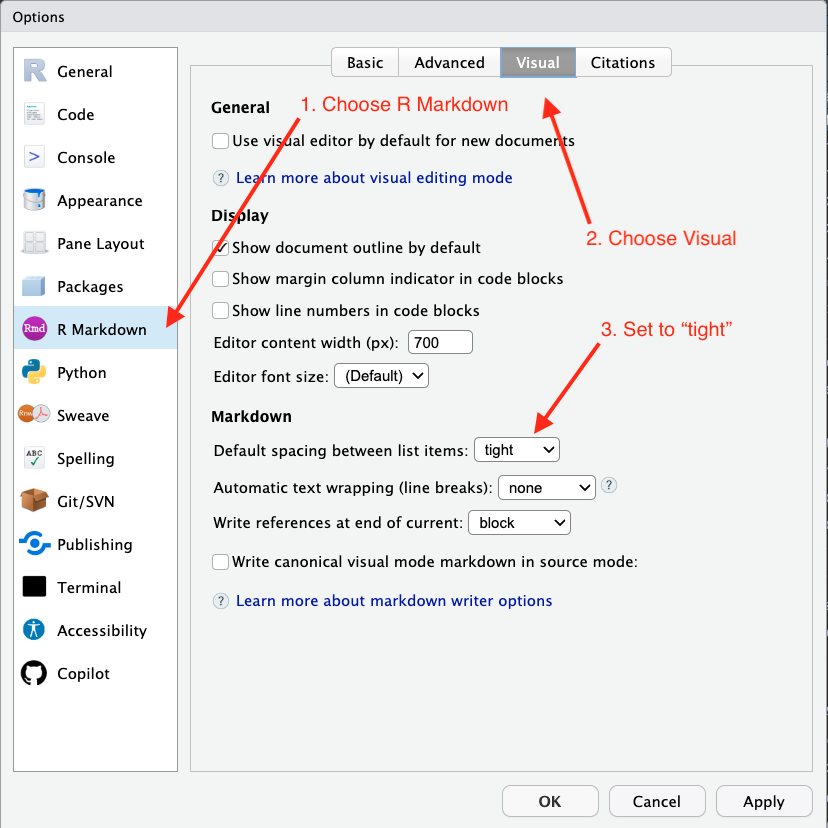 Options
General
Code
Console
Appearance
Pane Layout
Packages
Rmd R Markdown
Python
Rnw Sweave
ABC Spelling
Git/SVN
Publishing
Terminal
Accessibility
Copilot
Basic Advanced Visual Citations
1. Choose R Markdown
General
Use visual editor by default for new documents
? Learn more about visual editing mode
Display
2. Choose Visual
Show document outline by default
Show margin column indicator in code blocks
Show line numbers in code blocks
3. Set to “tight”
Editor content width (px): 700
Editor font size: (Default)
Markdown
Default spacing between list items: tight
Automatic text wrapping (line breaks): none ?
Write references at end of current: block
Write canonical visual mode markdown in source mode:
? Learn more about markdown writer options
OK Cancel Apply